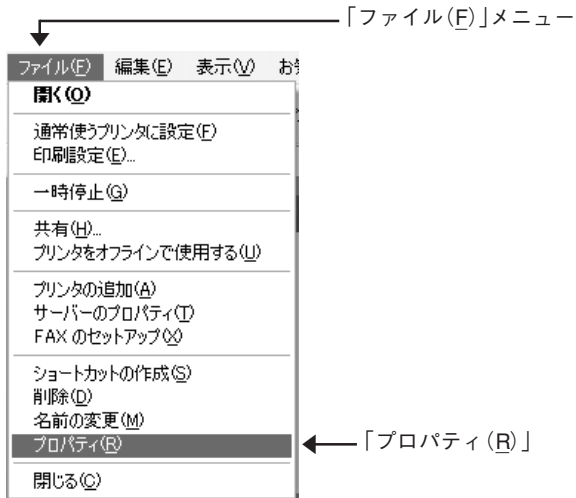 「ファイル(F)」メニュー
ファイル(F) 編集(E) 表示(V)
開く(O)
通常使うプリンタに設定(F)
印刷設定(E)...
一時停止(G)
共有(H)...
プリンタをオフラインで使用する(U)
プリンタの追加(A)
サーバーのプロパティ(T)
FAX のセットアップ(X)
ショートカットの作成(S)
削除(D)
名前の変更(M)
プロパティ(R) 「プロパティ(R)」
閉じる(C)